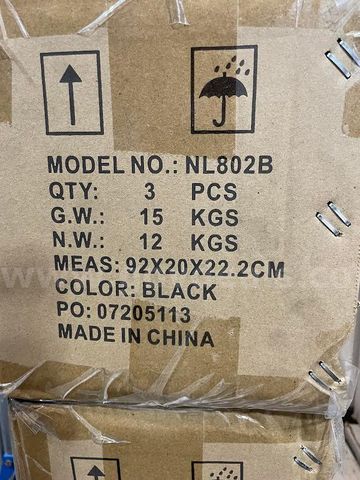 MODEL NO.: NL802B
QTY: 3 PCS
G.W.: 15 KGS
N.W.: 12 KGS
MEAS: 92X20X22.2CM
COLOR: BLACK
PO: 07205113
MADE IN CHINA